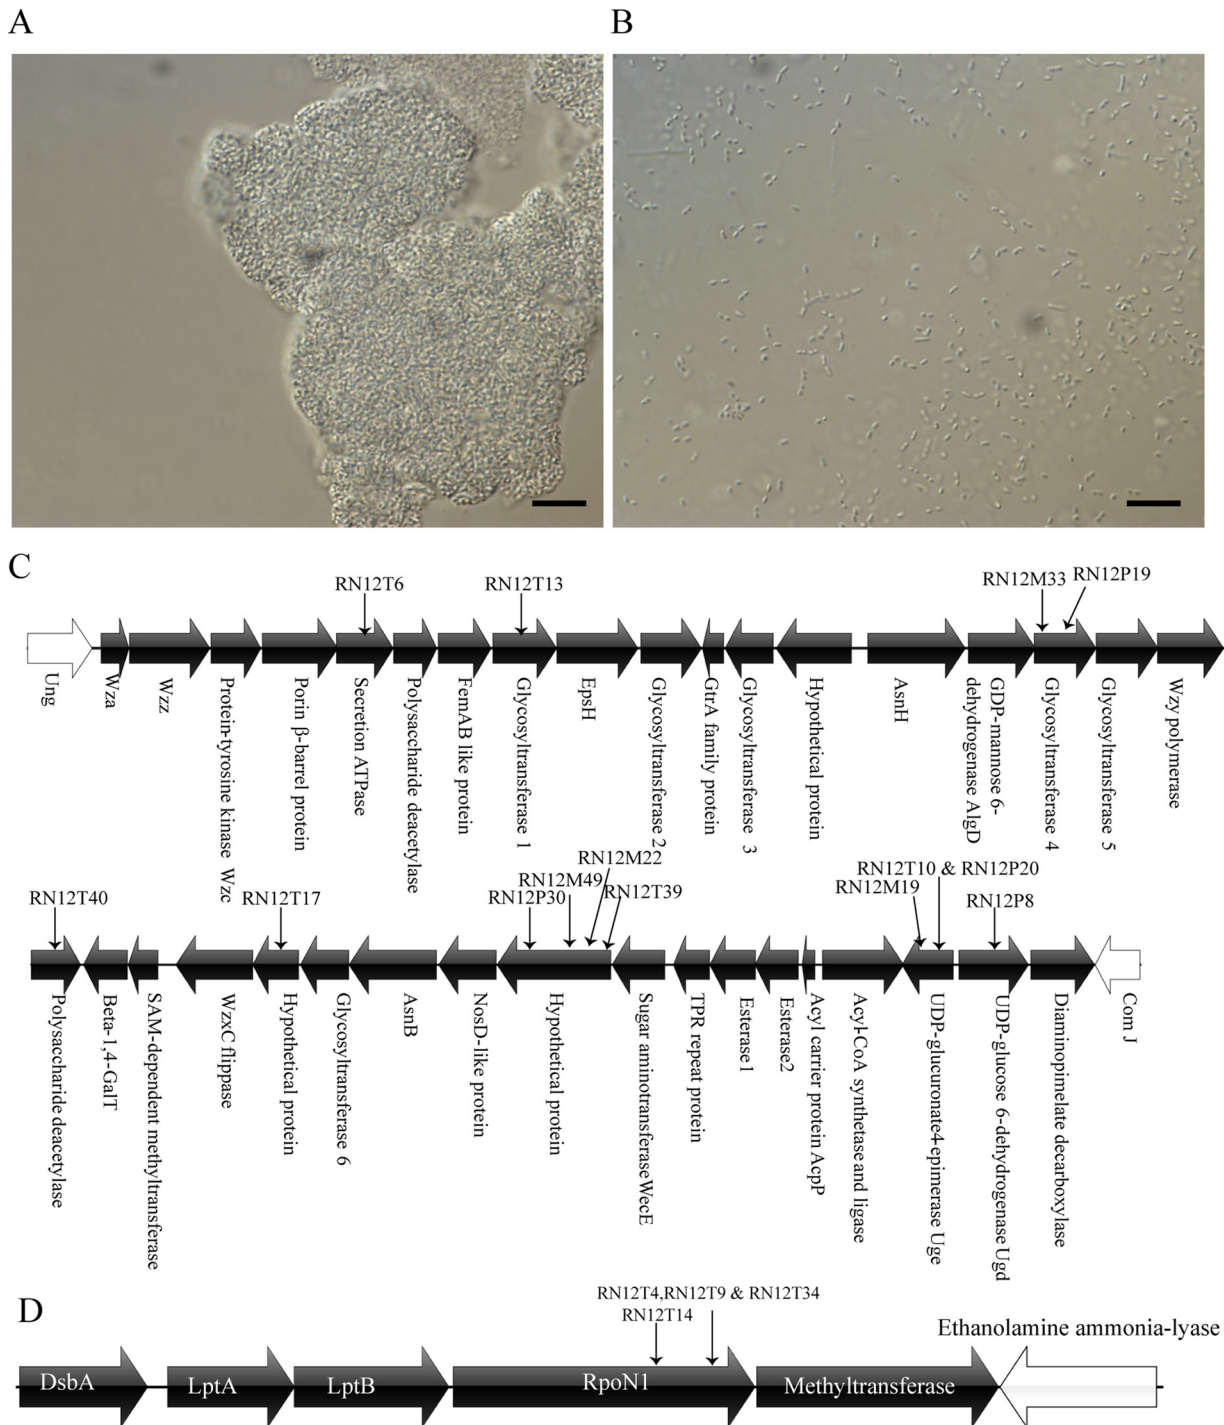 A
B
C
RN12T6
RN12T13
RN12M33
RN12P19
Ung
Wza
Wzz
Protein-tyrosine kinase Wzc
Porin β-barrel protein
Secretion ATPase
Polysaccharide deacetylase
FemAB like protein
Glycosyltransferase 1
EpsH
Glycosyltransferase 2
GtrA family protein
Glycosyltransferase 3
Hypothetical protein
AsnH
GDP-mannose 6-
dehydrogenase AlgD
Glycosyltransferase 4
Glycosyltransferase 5
Wzy polymerase
RN12T40
RN12T17
RN12P30
RN12M49
RN12M22
RN12T39
RN12M19
RN12T10 & RN12P20
RN12P8
Polysaccharide deacetylase
Beta-1,4-GalT
SAM-dependent methyltransferase
WzxC flippase
Hypothetical protein
Glycosyltransferase 6
AsnB
NosD-like protein
Hypothetical protein
Sugar aminotransferase WecE
TPR repeat protein
Esterase1
Esterase2
Acyl carrier protein AcpP
Acyl-CoA synthetase and ligase
UDP-glucuronate4-epimerase Uge
UDP-glucose 6-dehydrogenase Ugd
Diaminopimelate decarboxylase
Com J
D
RN12T4,RN12T9 & RN12T34
RN12T14
Ethanolamine ammonia-lyase
DsbA
LptA
LptB
RpoN1
Methyltransferase